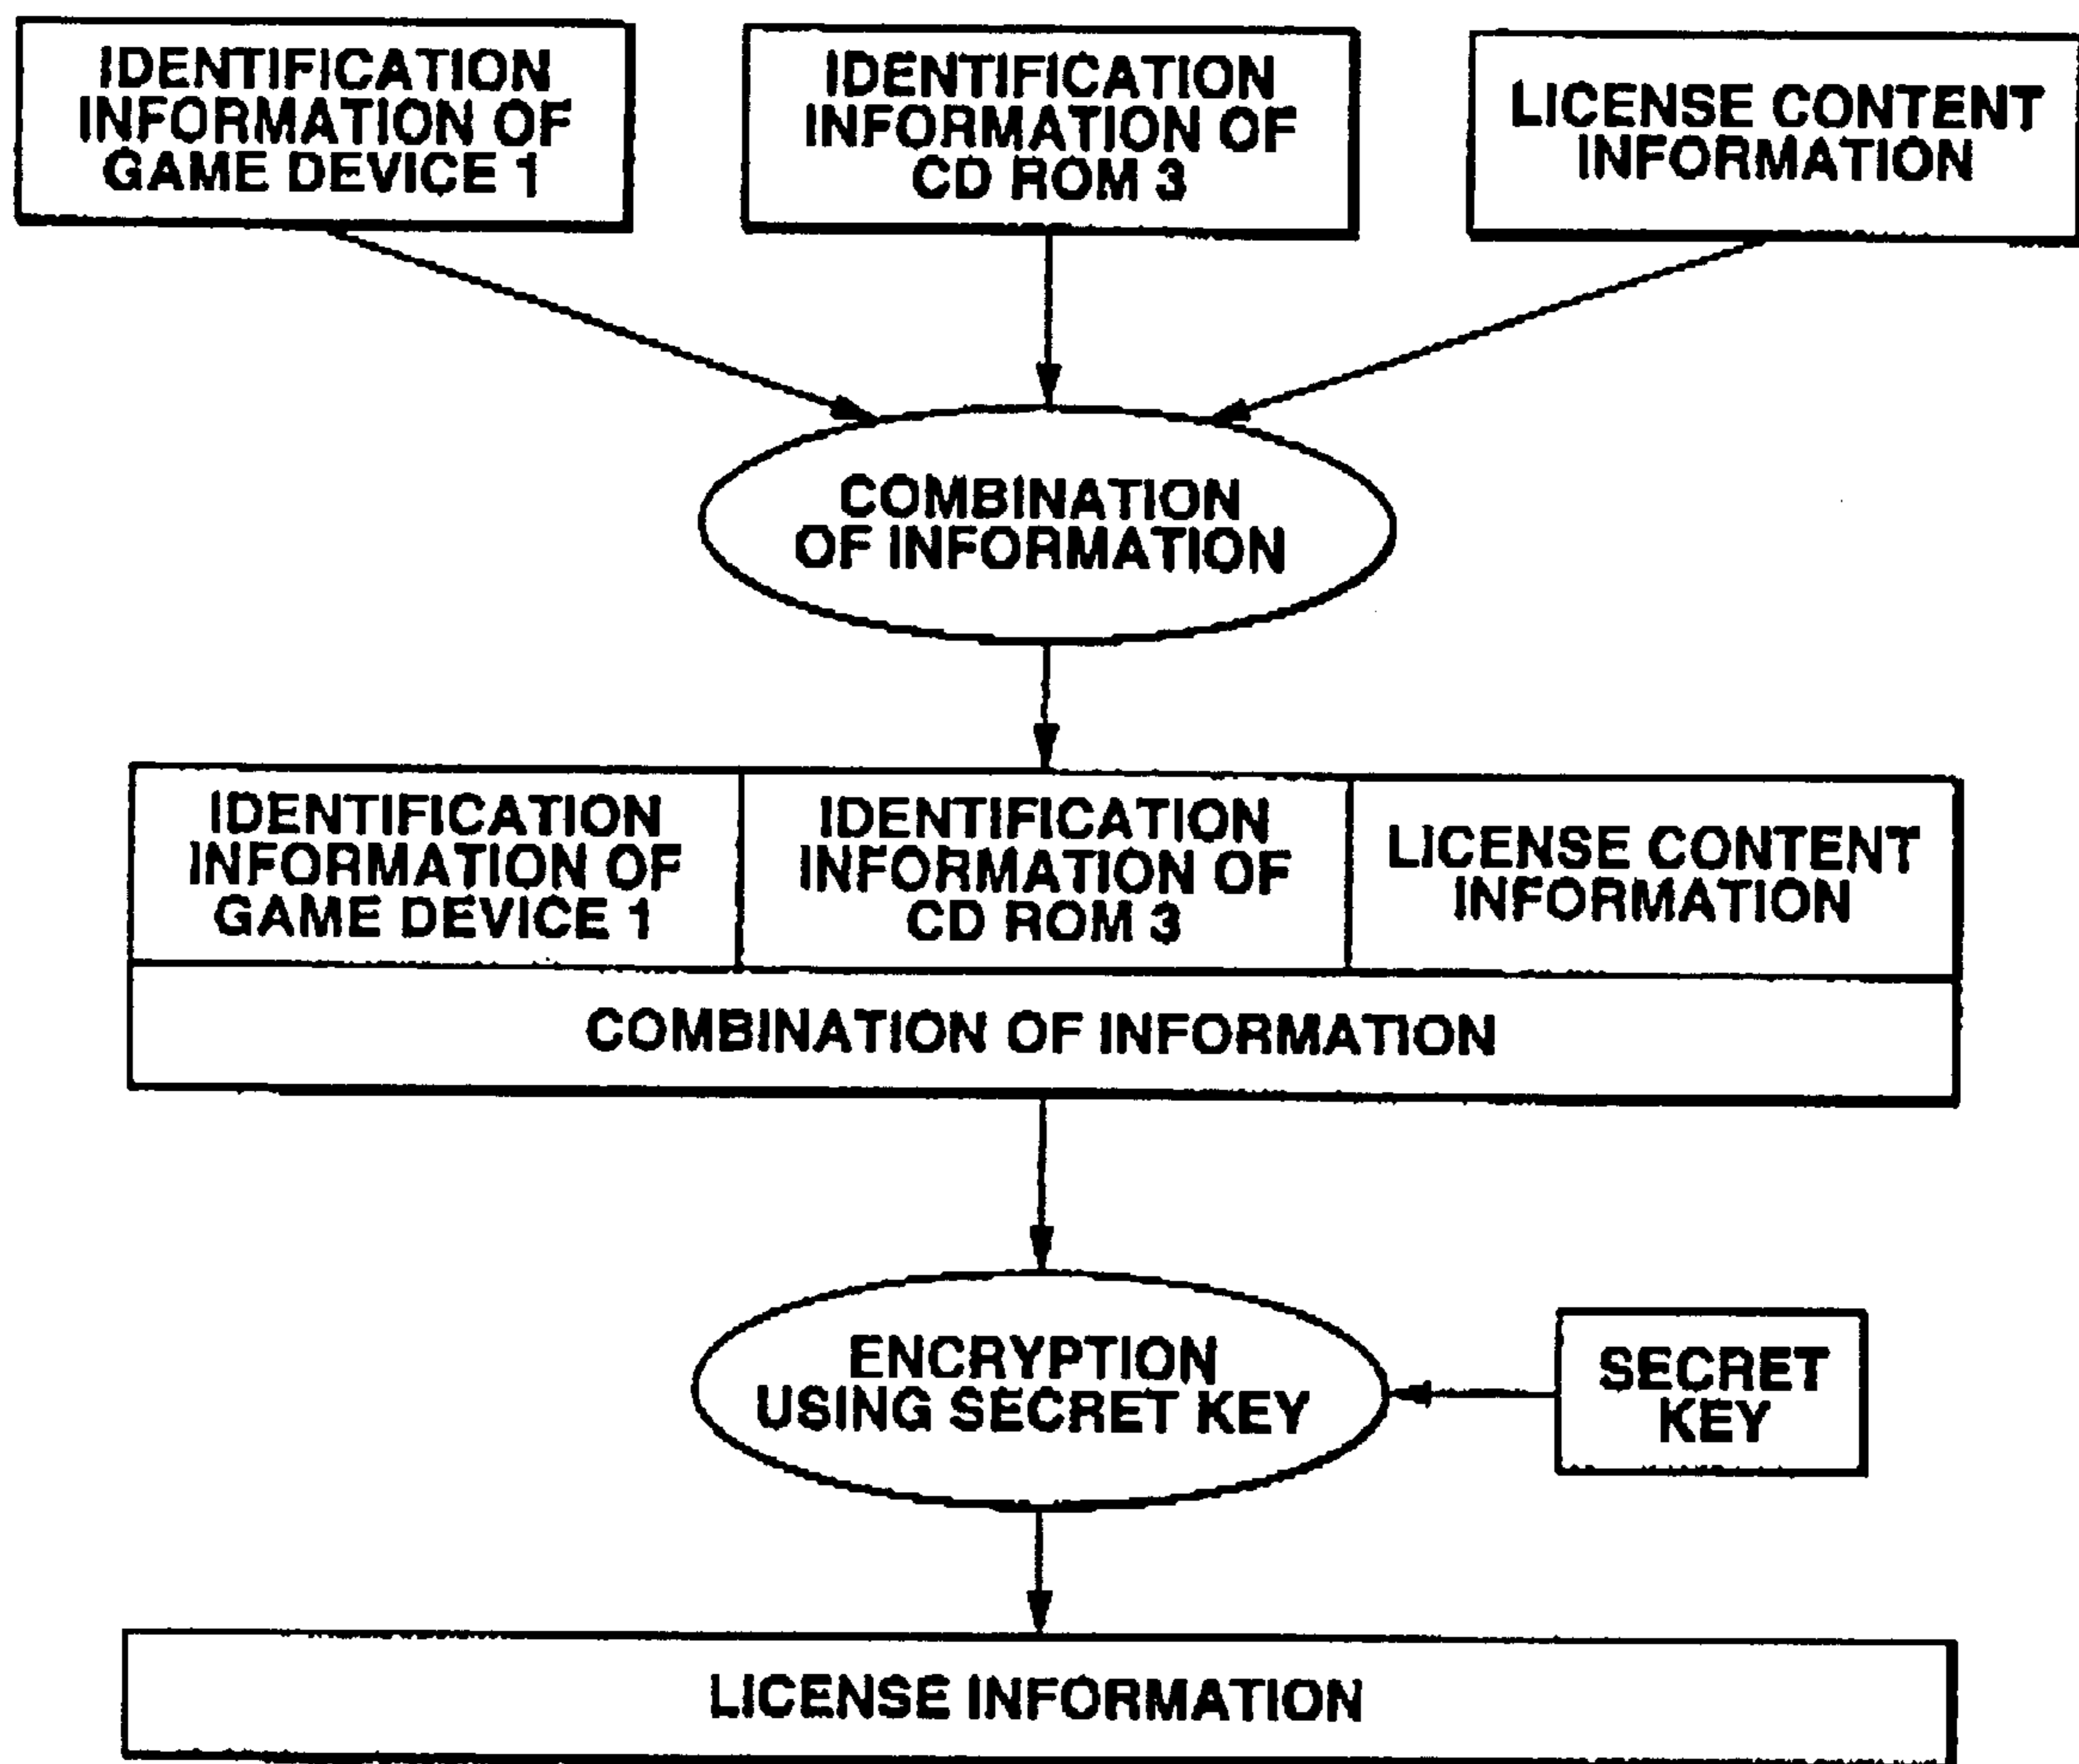 IDENTIFICATION
INFORMATION OF
GAME DEVICE 1
IDENTIFICATION
INFORMATION OF
CD ROM 3
LICENSE CONTENT
INFORMATION
COMBINATION
OF INFORMATION
IDENTIFICATION
INFORMATION OF
GAME DEVICE 1
IDENTIFICATION
INFORMATION OF
CD ROM 3
LICENSE CONTENT
INFORMATION
COMBINATION OF INFORMATION
ENCRYPTION
USING SECRET KEY
SECRET
KEY
LICENSE INFORMATION